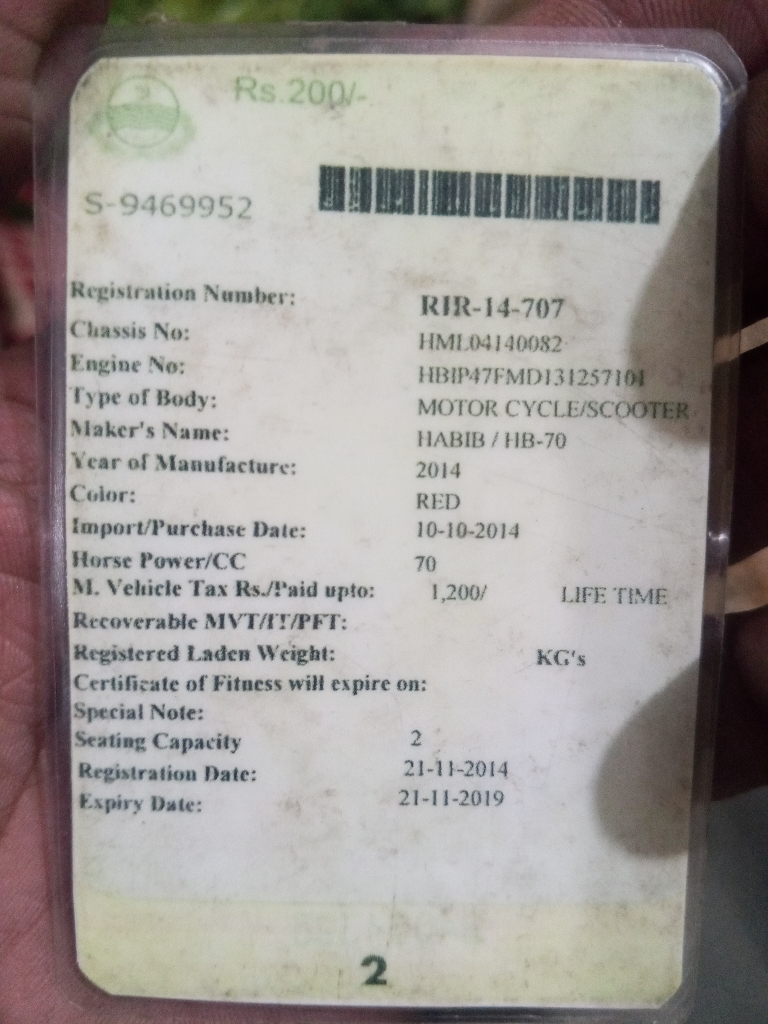 Rs.200/-
S-9469952
Registration Number: RIR-14-707
Chassis No: HML04140082
Engine No: HBIP47FMD131257101
Type of Body: MOTOR CYCLE/SCOOTER
Maker's Name: HABIB / HB-70
Year of Manufacture: 2014
Color: RED
Import/Purchase Date: 10-10-2014
Horse Power/CC 70
M. Vehicle Tax Rs./Paid upto: 1,200/ LIFE TIME
Recoverable MVT/IT/PFT:
Registered Laden Weight: KG's
Certificate of Fitness will expire on:
Special Note:
Seating Capacity 2
Registration Date: 21-11-2014
Expiry Date: 21-11-2019
2